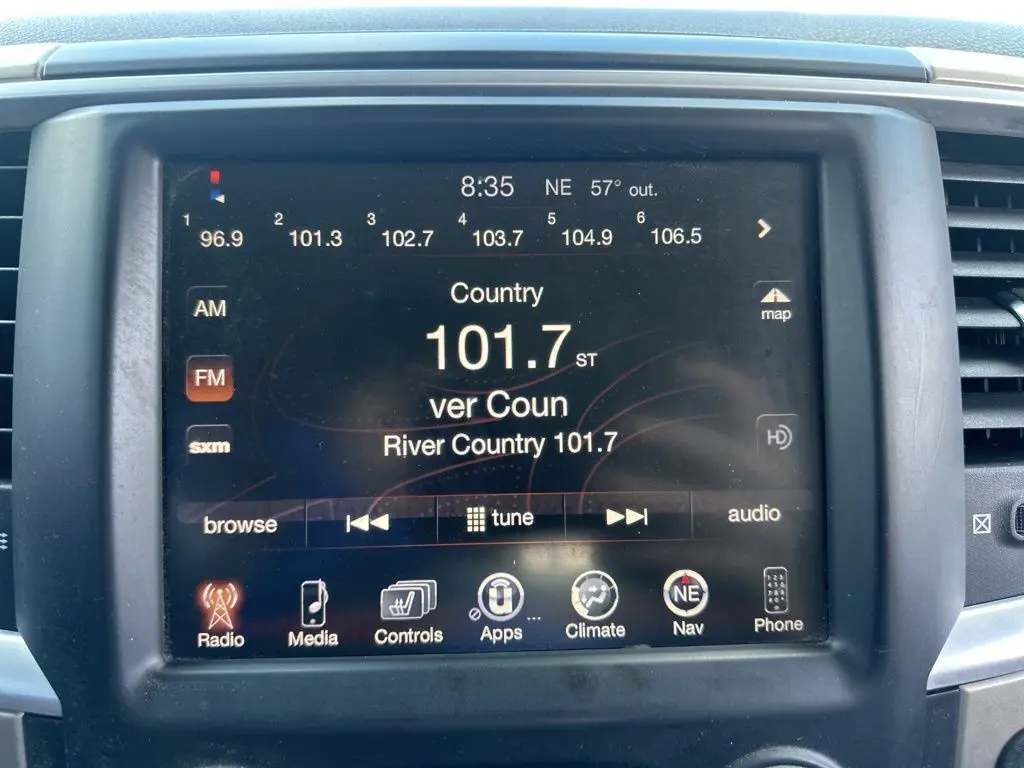 8:35 NE 57° out.
1 96.9 2 101.3 3 102.7 4 103.7 5 104.9 6 106.5
Country
AM
map
101.7 ST
FM
ver Coun
River Country 101.7
HD
sxm
browse tune audio
NE
Radio Media Controls Apps ... Climate Nav Phone